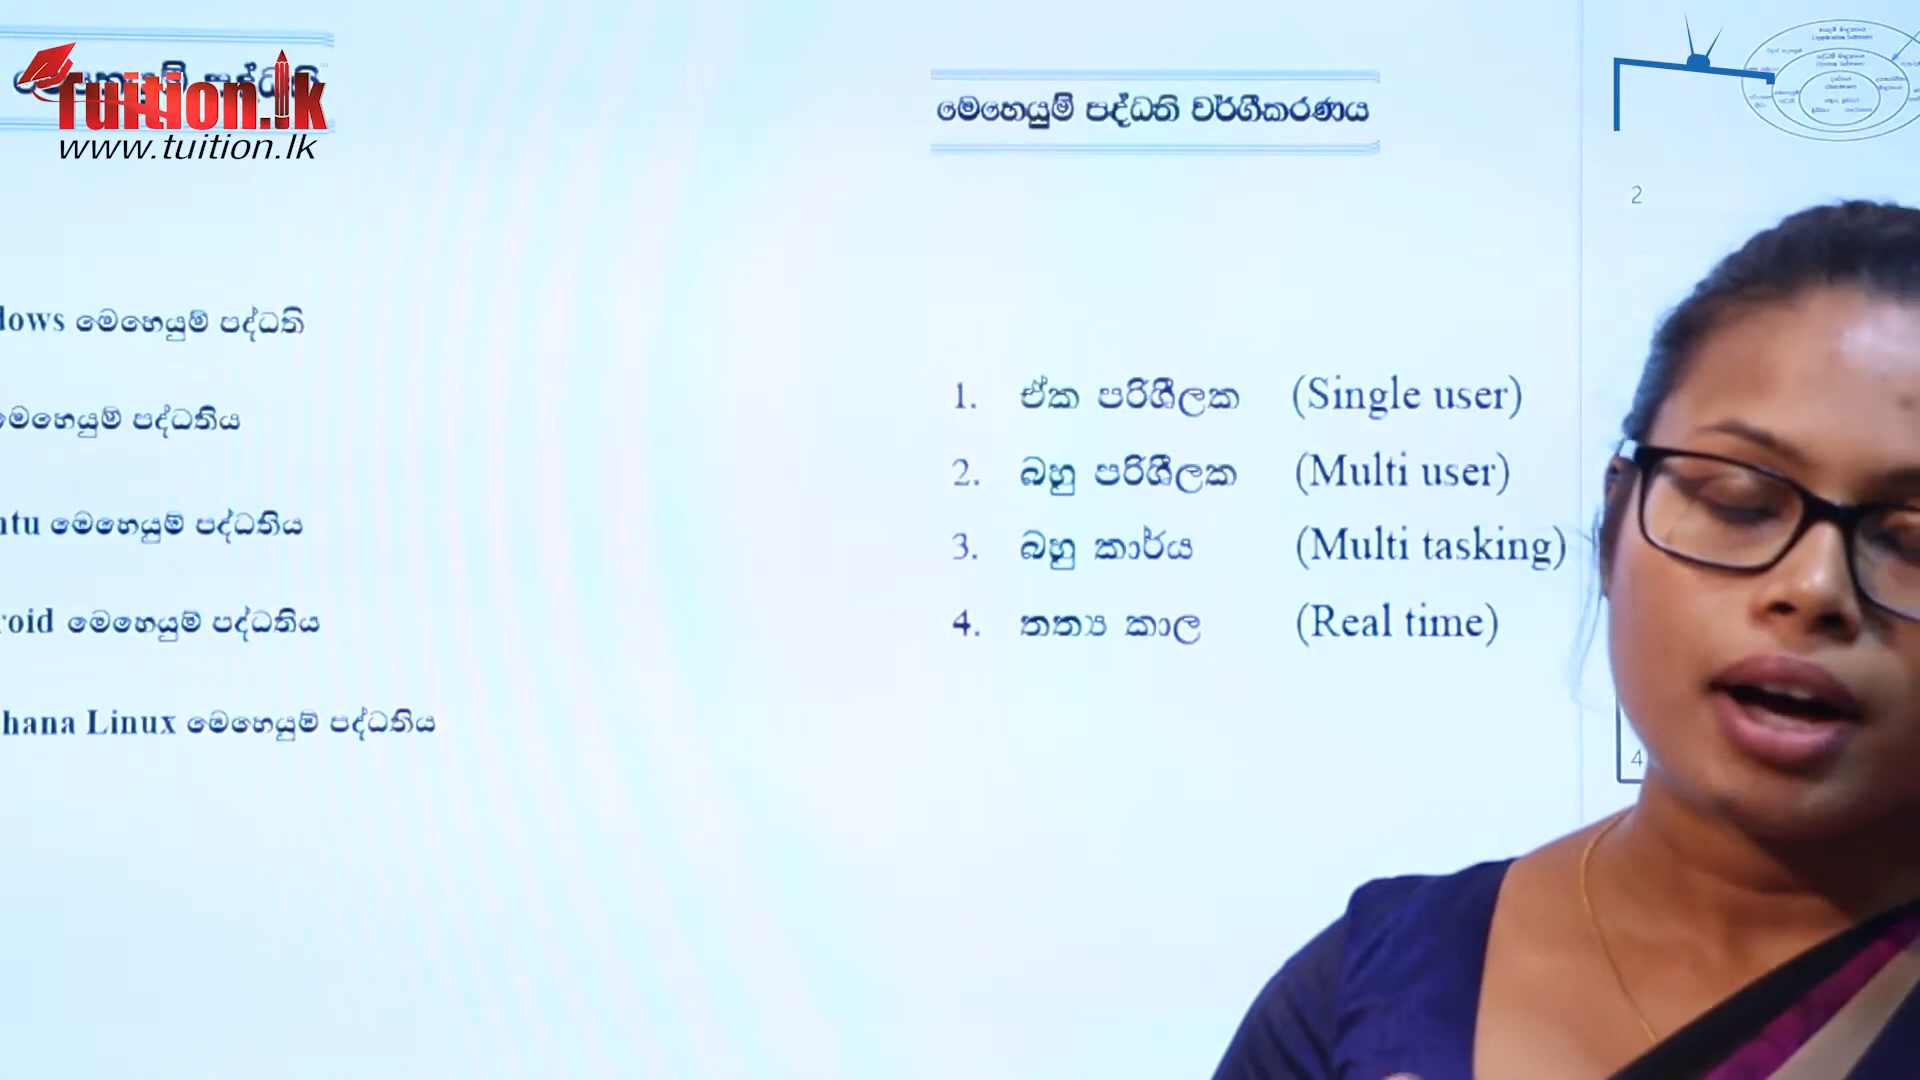 Tuition.lk
www.tuition.lk
dows මෙහෙයුම් පද්ධති
මෙහෙයුම් පද්ධතිය
ntu මෙහෙයුම් පද්ධතිය
roid මෙහෙයුම් පද්ධතිය
hana Linux මෙහෙයුම් පද්ධතිය
මෙහෙයුම් පද්ධති වර්ගීකරණය
1. ඒක පරිශීලක (Single user)
2. බහු පරිශීලක (Multi user)
3. බහු කාර්ය (Multi tasking)
4. තත්‍ය කාල (Real time)
2
4